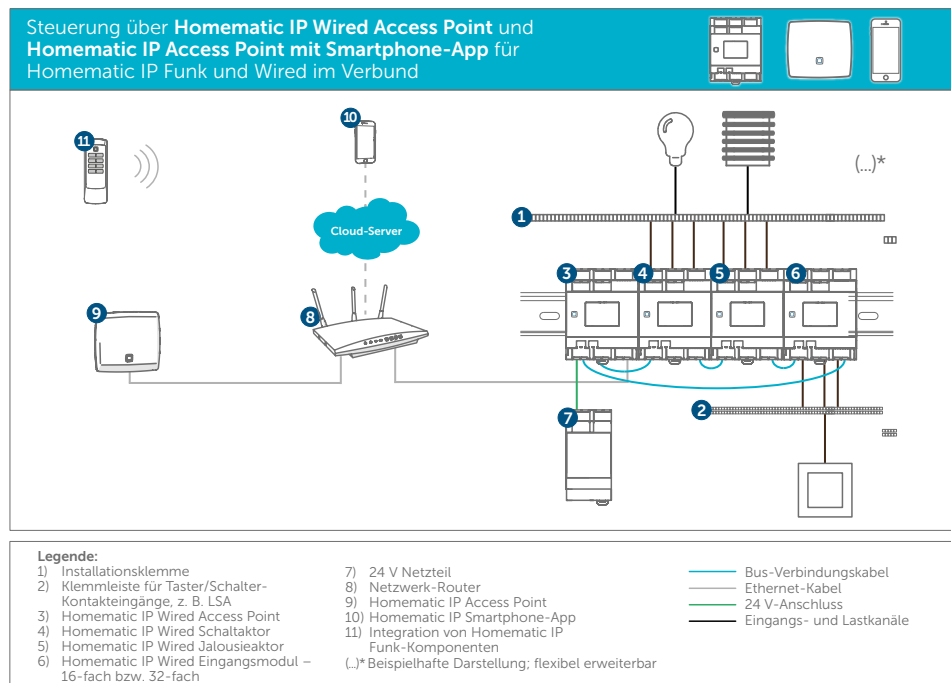 Steuerung über Homematic IP Wired Access Point und
Homematic IP Access Point mit Smartphone-App für
Homematic IP Funk und Wired im Verbund
11
10
Cloud-Server
(...)*
1
3
4
5
6
9
8
7
2
Legende:
1) Installationsklemme
2) Klemmleiste für Taster/Schalter-
Kontakteingänge, z. B. LSA
3) Homematic IP Wired Access Point
4) Homematic IP Wired Schaltaktor
5) Homematic IP Wired Jalousieaktor
6) Homematic IP Wired Eingangsmodul –
16-fach bzw. 32-fach
7) 24 V Netzteil
8) Netzwerk-Router
9) Homematic IP Access Point
10) Homematic IP Smartphone-App
11) Integration von Homematic IP
Funk-Komponenten
(...)* Beispielhafte Darstellung; flexibel erweiterbar
Bus-Verbindungskabel
Ethernet-Kabel
24 V-Anschluss
Eingangs- und Lastkanäle